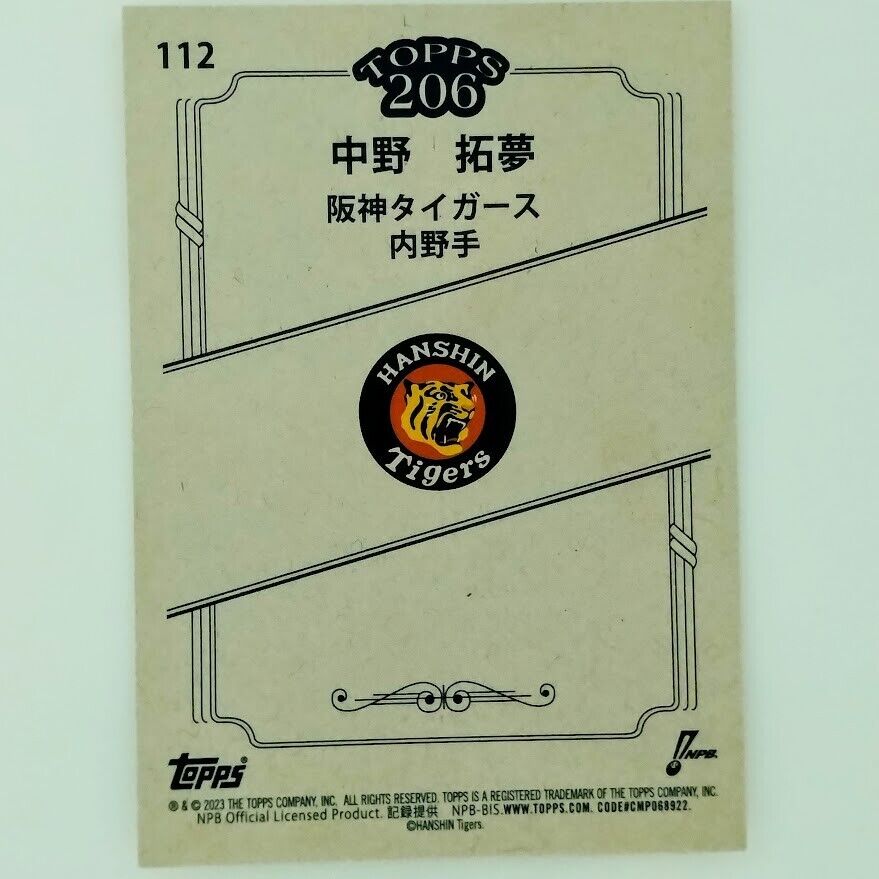 112
TOPPS
206
中野　拓夢
阪神タイガース
内野手
HANSHIN
Tigers
topps®
NPB.
® & © 2023 THE TOPPS COMPANY, INC. ALL RIGHTS RESERVED. TOPPS IS A REGISTERED TRADEMARK OF THE TOPPS COMPANY, INC.
NPB Official Licensed Product. 記録提供 NPB-BIS. WWW.TOPPS.COM. CODE#CMP068922.
©HANSHIN Tigers.